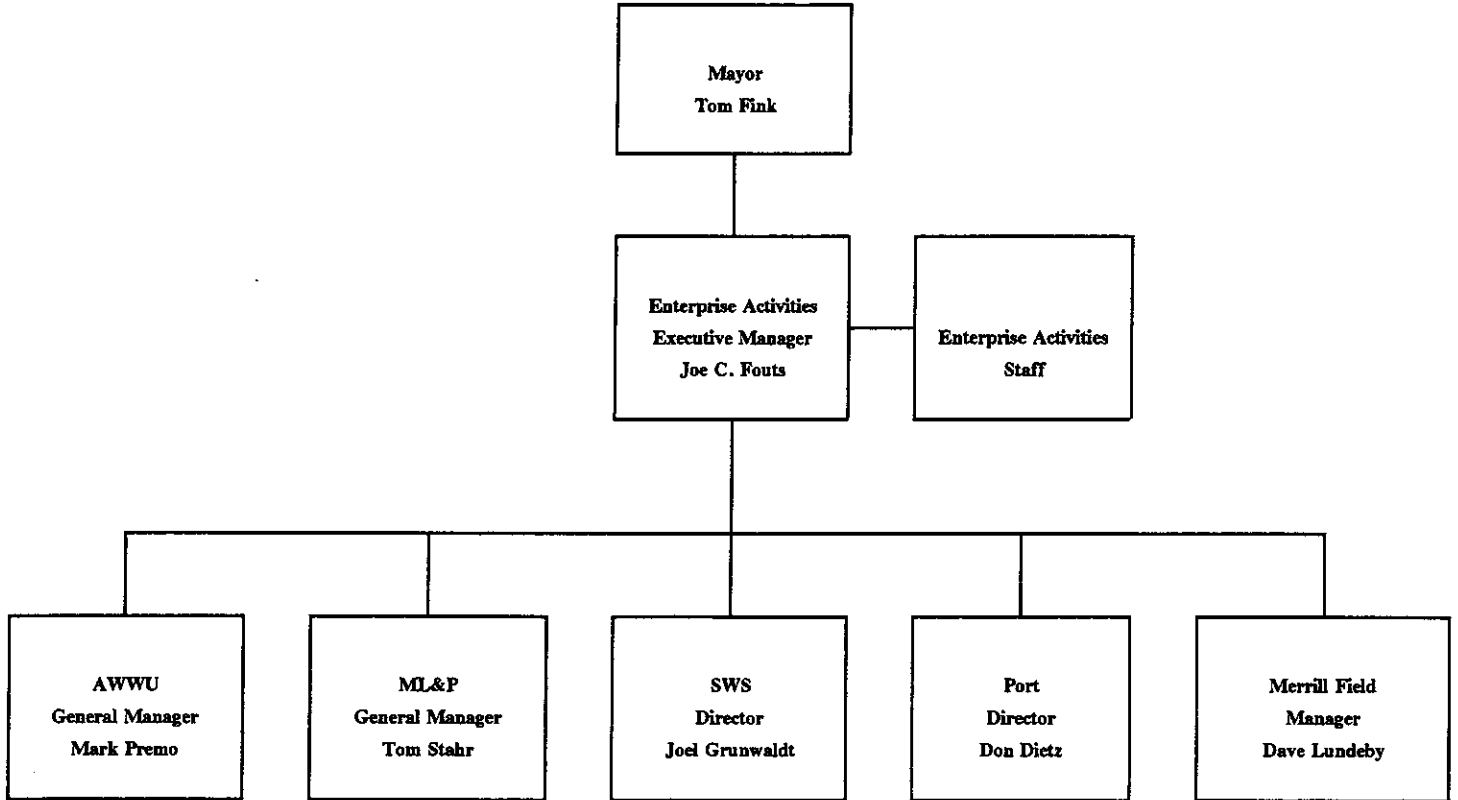 Mayor
Tom Fink
Enterprise Activities
Executive Manager
Joe C. Fouts
Enterprise Activities
Staff
AWWU
General Manager
Mark Premo
ML&P
General Manager
Tom Stahr
SWS
Director
Joel Grunwaldt
Port
Director
Don Dietz
Merrill Field
Manager
Dave Lundeby